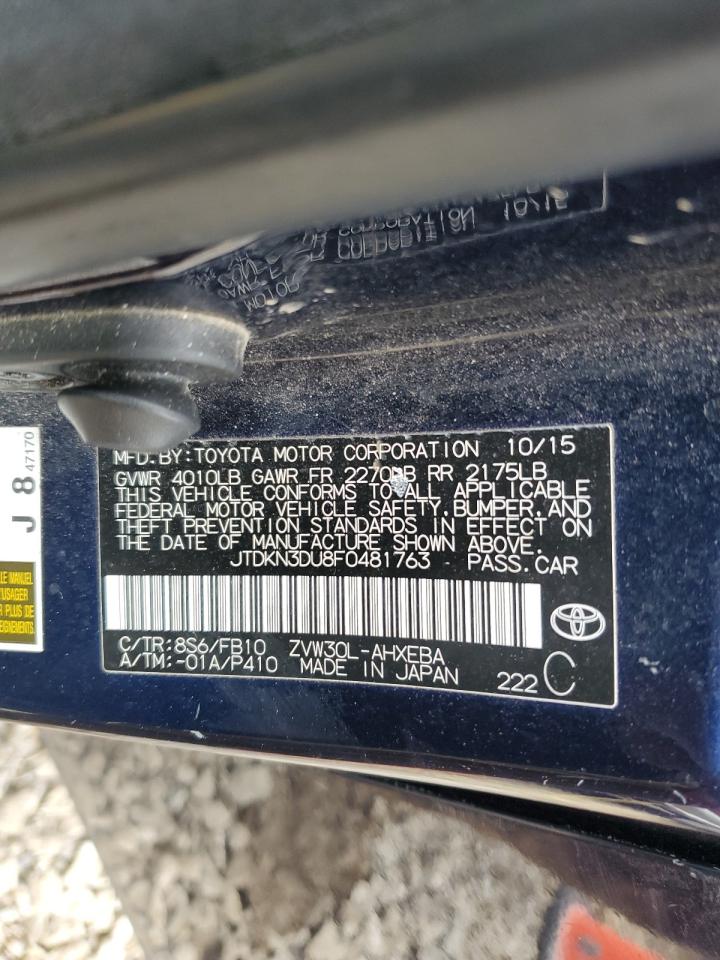 MFD.BY:TOYOTA MOTOR CORPORATION 10/15
GVWR 4010LB GAWR FR 2270LB RR 2175LB
THIS VEHICLE CONFORMS TO ALL APPLICABLE
FEDERAL MOTOR VEHICLE SAFETY,BUMPER,AND
THEFT PREVENTION STANDARDS IN EFFECT ON
THE DATE OF MANUFACTURE SHOWN ABOVE.
JTDKN3DU8F0481763 PASS.CAR
C/TR:8S6/FB10 ZVW30L-AHXEBA
A/TM:-01A/P410 MADE IN JAPAN
222 C
J 8 47170
MANUEL